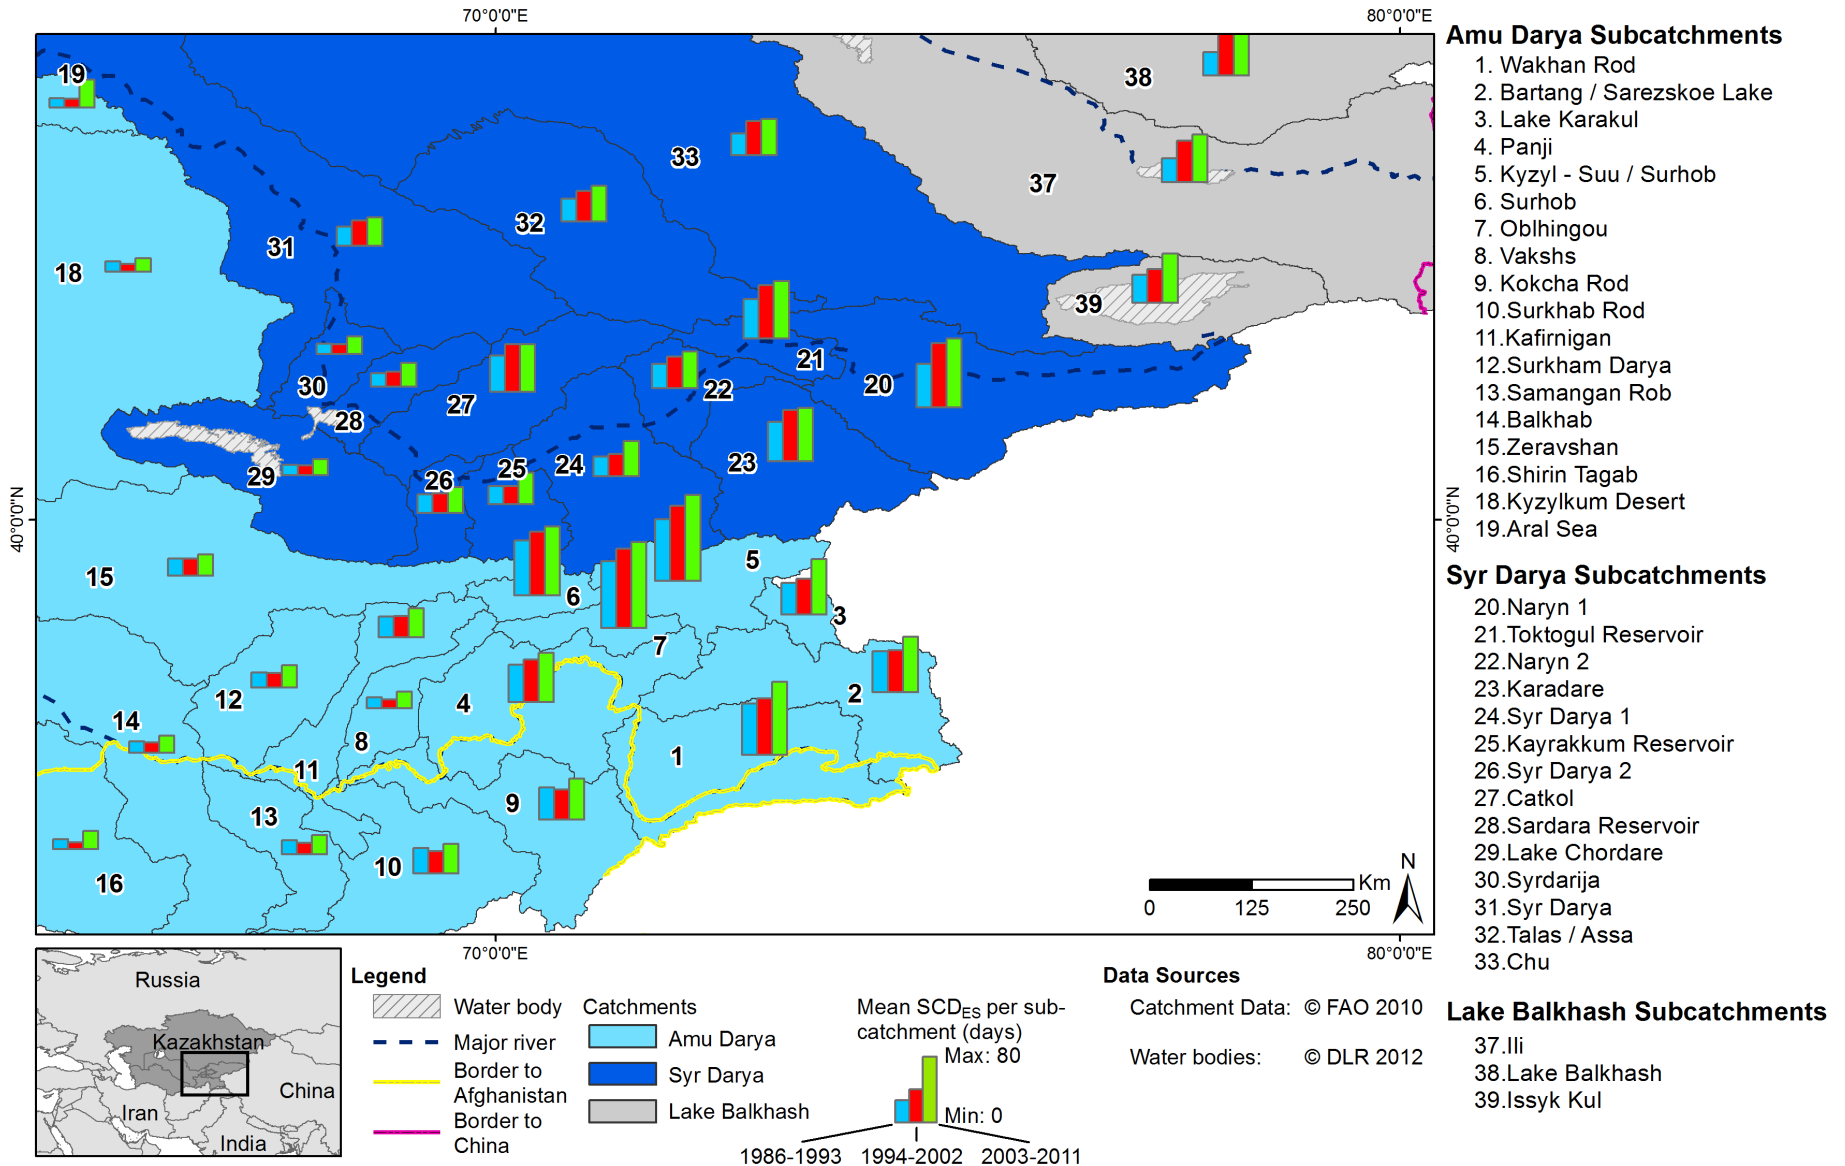 70°0'0"E
80°0'0"E
40°0'0"N
40°0'0"N
19
38
33
37
32
31
18
39
30
21
20
22
27
28
29
26
25
24
23
15
5
6
3
7
12
4
2
14
8
1
11
9
13
10
16
N
Km
0
125
250
70°0'0"E
80°0'0"E
Amu Darya Subcatchments
1. Wakhan Rod
2. Bartang / Sarezskoe Lake
3. Lake Karakul
4. Panji
5. Kyzyl - Suu / Surhob
6. Surhob
7. Oblhingou
8. Vakshs
9. Kokcha Rod
10.Surkhab Rod
11.Kafirnigan
12.Surkham Darya
13.Samangan Rob
14.Balkhab
15.Zeravshan
16.Shirin Tagab
18.Kyzylkum Desert
19.Aral Sea
Syr Darya Subcatchments
20.Naryn 1
21.Toktogul Reservoir
22.Naryn 2
23.Karadare
24.Syr Darya 1
25.Kayrakkum Reservoir
26.Syr Darya 2
27.Catkol
28.Sardara Reservoir
29.Lake Chordare
30.Syrdarija
31.Syr Darya
32.Talas / Assa
33.Chu
Lake Balkhash Subcatchments
37.Ili
38.Lake Balkhash
39.Issyk Kul
Russia
Kazakhstan
China
Iran
India
Legend
Water body
Major river
Border to
Afghanistan
Border to
China
Catchments
Amu Darya
Syr Darya
Lake Balkhash
Mean SCDES per sub-
catchment (days)
Max: 80
Min: 0
1986-1993
1994-2002
2003-2011
Data Sources
Catchment Data: © FAO 2010
Water bodies: © DLR 2012